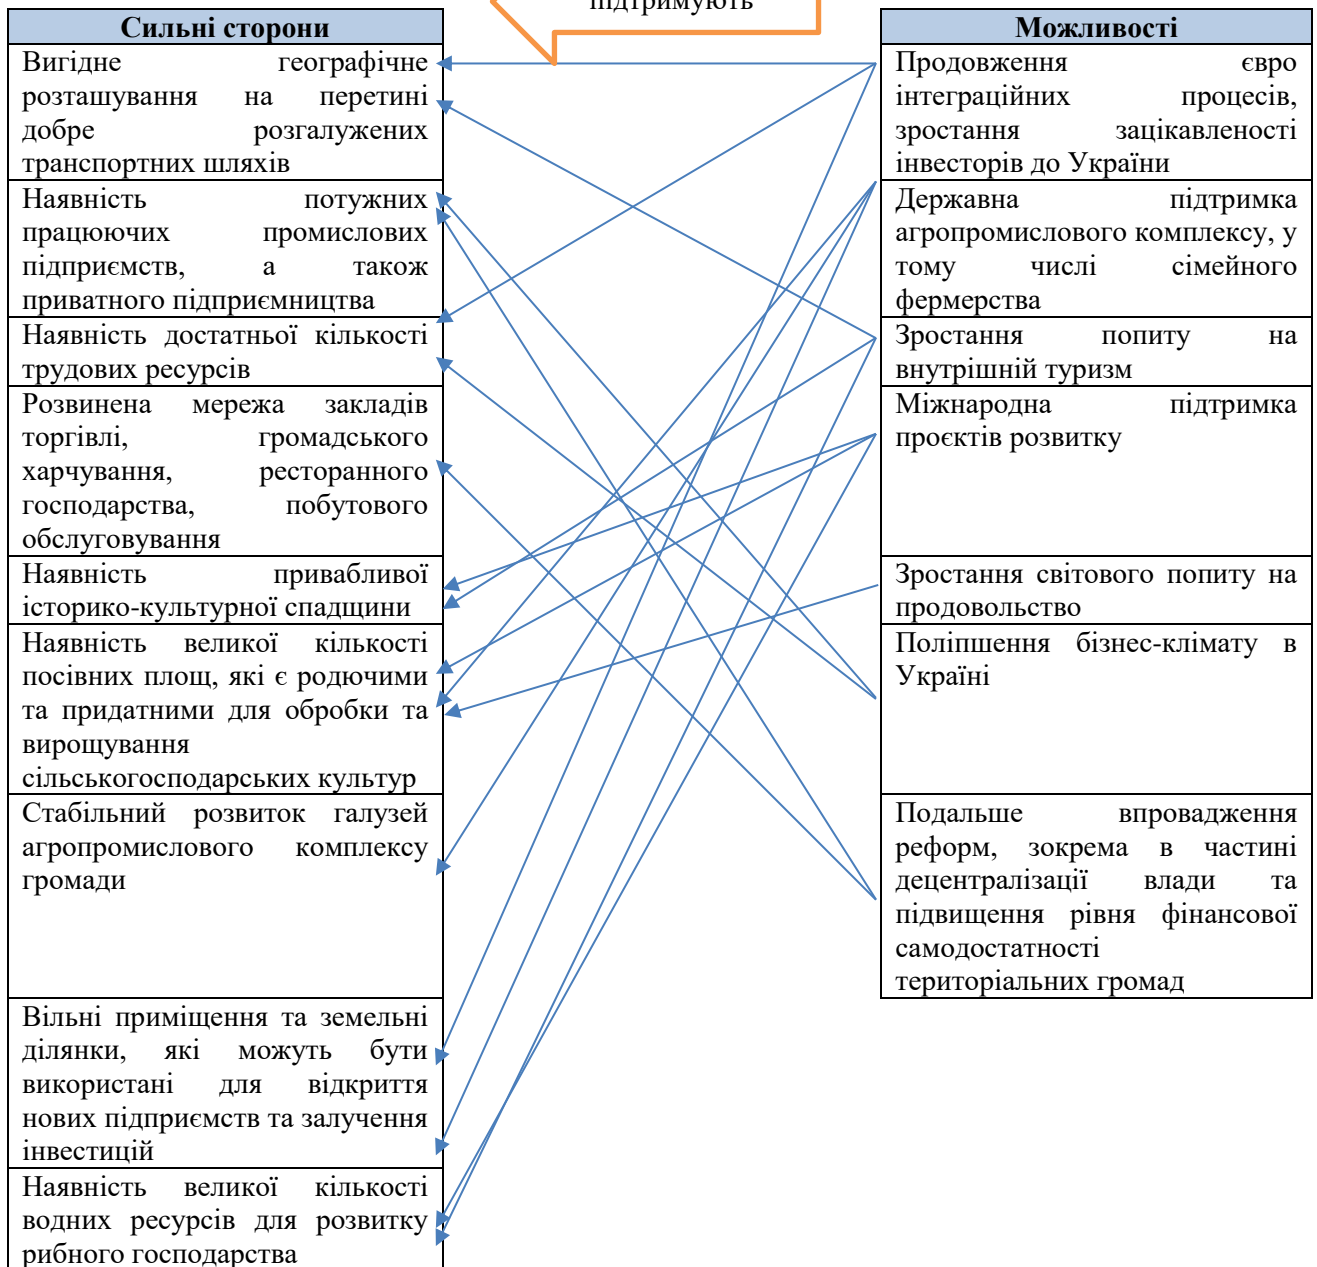 підтримують
Сильні сторони
Вигідне географічне
розташування на перетині
добре розгалужених
транспортних шляхів
Наявність потужних
працюючих промислових
підприємств, а також
приватного підприємництва
Наявність достатньої кількості
трудових ресурсів
Розвинена мережа закладів
торгівлі, громадського
харчування, ресторанного
господарства, побутового
обслуговування
Наявність привабливої
історико-культурної спадщини
Наявність великої кількості
посівних площ, які є родючими
та придатними для обробки та
вирощування
сільськогосподарських культур
Стабільний розвиток галузей
агропромислового комплексу
громади
Вільні приміщення та земельні
ділянки, які можуть бути
використані для відкриття
нових підприємств та залучення
інвестицій
Наявність великої кількості
водних ресурсів для розвитку
рибного господарства
Можливості
Продовження євро
інтеграційних процесів,
зростання зацікавленості
інвесторів до України
Державна підтримка
агропромислового комплексу, у
тому числі сімейного
фермерства
Зростання попиту на
внутрішній туризм
Міжнародна підтримка
проєктів розвитку
Зростання світового попиту на
продовольство
Поліпшення бізнес-клімату в
Україні
Подальше впровадження
реформ, зокрема в частині
децентралізації влади та
підвищення рівня фінансової
самодостатності
територіальних громад